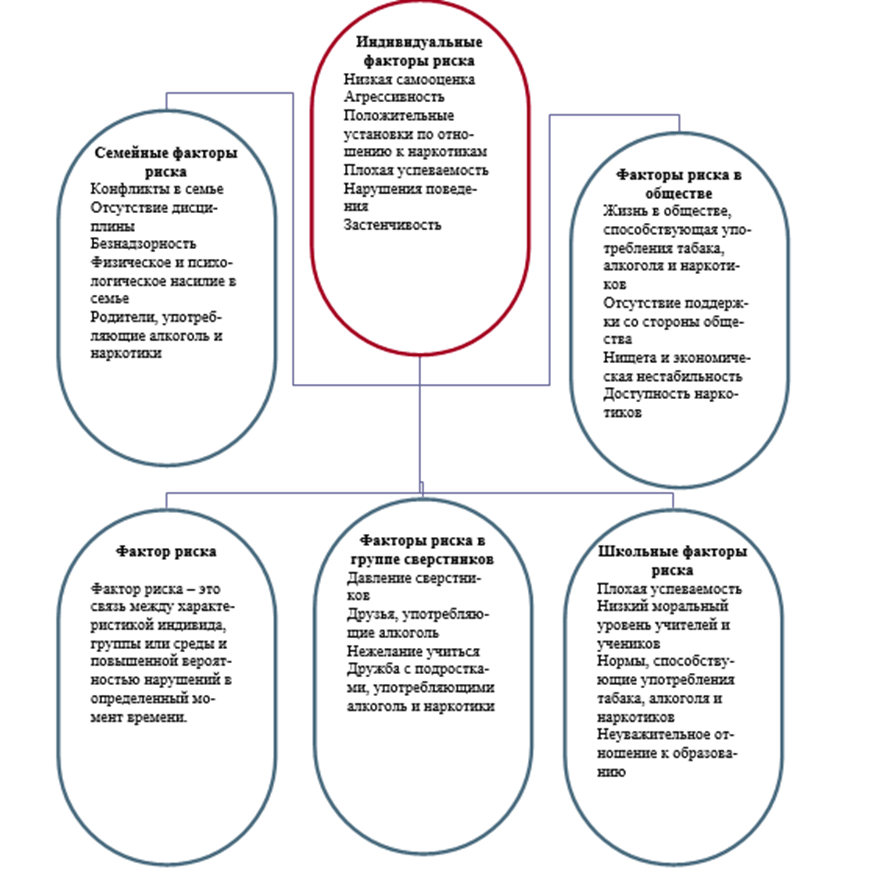 Индивидуальные
факторы риска
Низкая самооценка
Агрессивность
Положительные
установки по отно-
шению к наркотикам
Плохая успеваемость
Нарушения поведе-
ния
Застенчивость
Семейные факторы
риска
Конфликты в семье
Отсутствие дисци-
плины
Безнадзорность
Физическое и психо-
логическое насилие в
семье
Родители, употреб-
ляющие алкоголь и
наркотики
Факторы риска в
обществе
Жизнь в обществе,
способствующая упо-
требления табака,
алкоголя и наркоти-
ков
Отсутствие поддерж-
ки со стороны обще-
ства
Нищета и экономиче-
ская нестабильность
Доступность нарко-
тиков
Фактор риска
Фактор риска – это
связь между характе-
ристикой индивида,
группы или среды и
повышенной вероят-
ностью нарушений в
определенный мо-
мент времени.
Факторы риска в
группе сверстников
Давление сверстни-
ков
Друзья, употребляю-
щие алкоголь
Нежелание учиться
Дружба с подростка-
ми, употребляющими
алкоголь и наркотики
Школьные факторы
риска
Плохая успеваемость
Низкий моральный
уровень учителей и
учеников
Нормы, способству-
ющие употребления
табака, алкоголя и
наркотиков
Неуважительное от-
ношение к образова-
нию